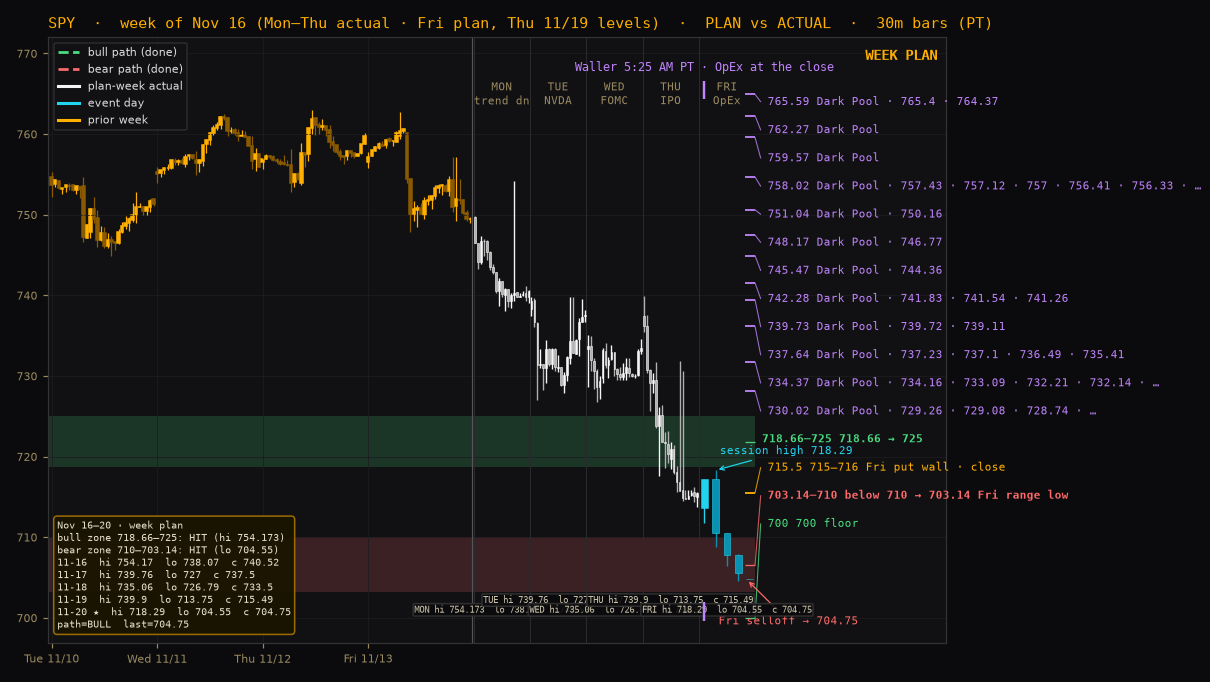 SPY · week of Nov 16 (Mon–Thu actual · Fri plan, Thu 11/19 levels) · PLAN vs ACTUAL · 30m bars (PT)
bull path (done)
bear path (done)
plan-week actual
event day
prior week
WEEK PLAN
Waller 5:25 AM PT · OpEx at the close
MON TUE WED THU FRI
trend dn NVDA FOMC IPO OpEx
770
760
750
740
730
720
710
700
765.59 Dark Pool · 765.4 · 764.37
762.27 Dark Pool
759.57 Dark Pool
758.02 Dark Pool · 757.43 · 757.12 · 757 · 756.41 · 756.33 · …
751.04 Dark Pool · 750.16
748.17 Dark Pool · 746.77
745.47 Dark Pool · 744.36
742.28 Dark Pool · 741.83 · 741.54 · 741.26
739.73 Dark Pool · 739.72 · 739.11
737.64 Dark Pool · 737.23 · 737.1 · 736.49 · 735.41
734.37 Dark Pool · 734.16 · 733.09 · 732.21 · 732.14 · …
730.02 Dark Pool · 729.26 · 729.08 · 728.74 · …
718.66–725 718.66 → 725
session high 718.29
715.5 715–716 Fri put wall · close
703.14–710 below 710 → 703.14 Fri range low
700 700 floor
Nov 16–20 · week plan
bull zone 718.66–725: HIT (hi 754.173)
bear zone 710–703.14: HIT (lo 704.55)
11-16 hi 754.17 lo 738.07 c 740.52
11-17 hi 739.76 lo 727 c 737.5
11-18 hi 735.06 lo 726.79 c 733.5
11-19 hi 739.9 lo 713.75 c 715.49
11-20 ★ hi 718.29 lo 704.55 c 704.75
path=BULL last=704.75
TUE hi 739.76 lo 727
THU hi 739.9 lo 713.75 c 715.49
MON hi 754.173 lo 738
WED hi 735.06 lo 726.
FRI hi 718.29 lo 704.55 c 704.75
Fri selloff → 704.75
Tue 11/10
Wed 11/11
Thu 11/12
Fri 11/13